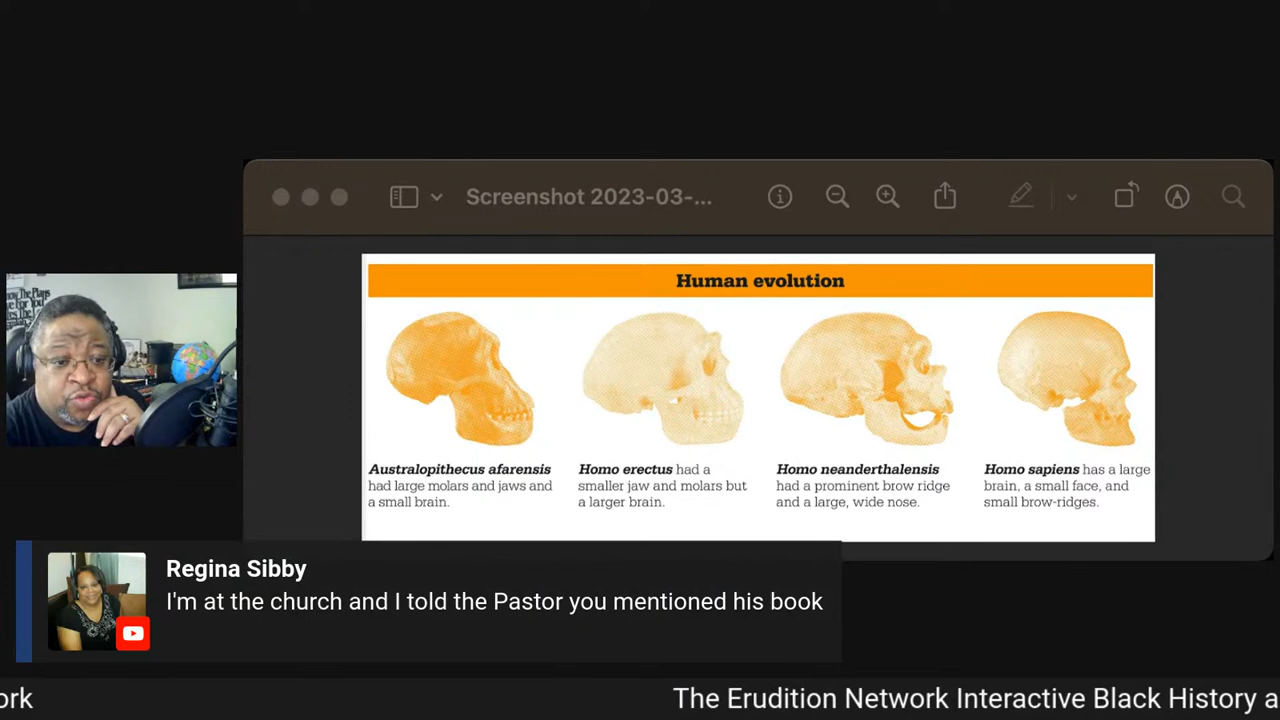 Screenshot 2023-03-...
Human evolution
Australopithecus afarensis
had large molars and jaws and
a small brain.
Homo erectus had a
smaller jaw and molars but
a larger brain.
Homo neanderthalensis
had a prominent brow ridge
and a large, wide nose.
Homo sapiens has a large
brain, a small face, and
small brow-ridges.
Regina Sibby
I'm at the church and I told the Pastor you mentioned his book
ork
The Erudition Network Interactive Black History a